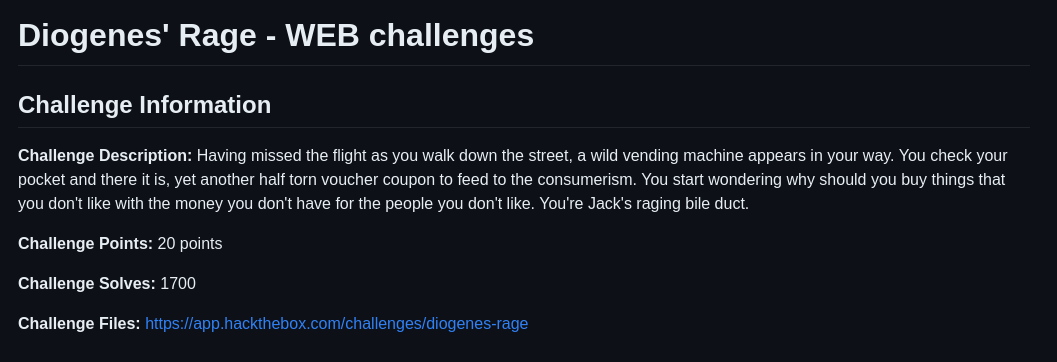 Diogenes' Rage - WEB challenges
Challenge Information
Challenge Description: Having missed the flight as you walk down the street, a wild vending machine appears in your way. You check your
pocket and there it is, yet another half torn voucher coupon to feed to the consumerism. You start wondering why should you buy things that
you don't like with the money you don't have for the people you don't like. You're Jack's raging bile duct.
Challenge Points: 20 points
Challenge Solves: 1700
Challenge Files: https://app.hackthebox.com/challenges/diogenes-rage